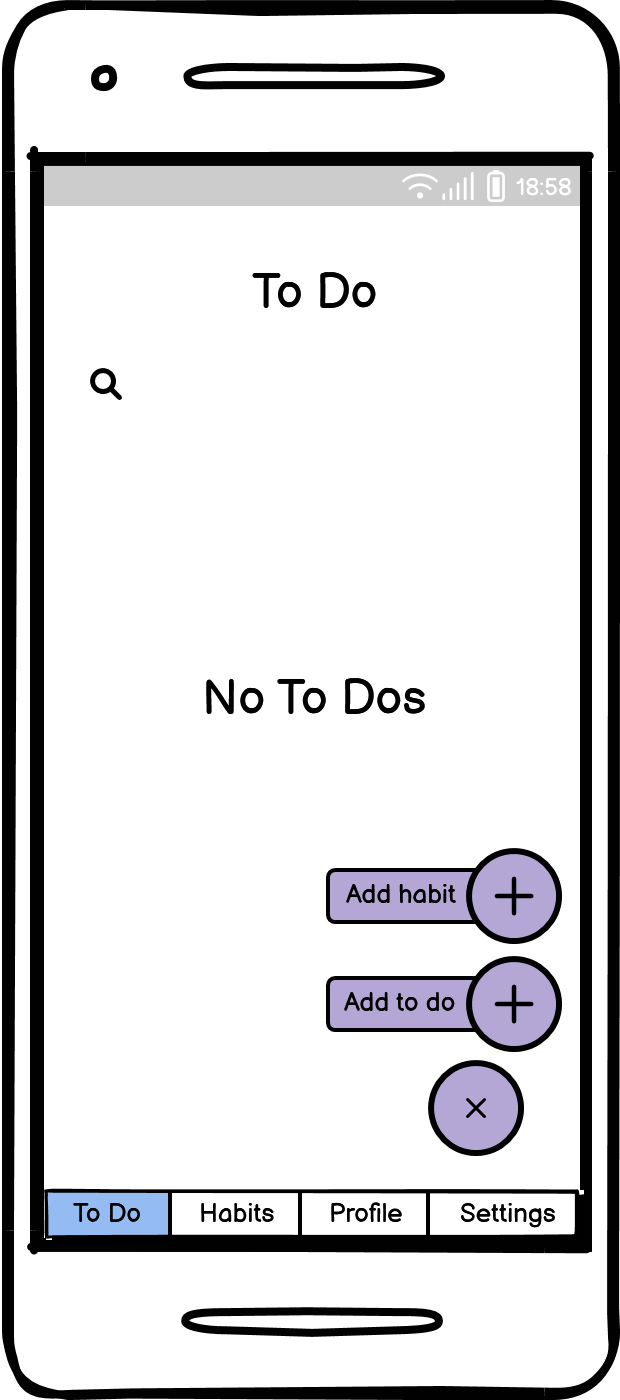 18:58
To Do
No To Dos
Add habit
Add to do
To Do Habits Profile Settings